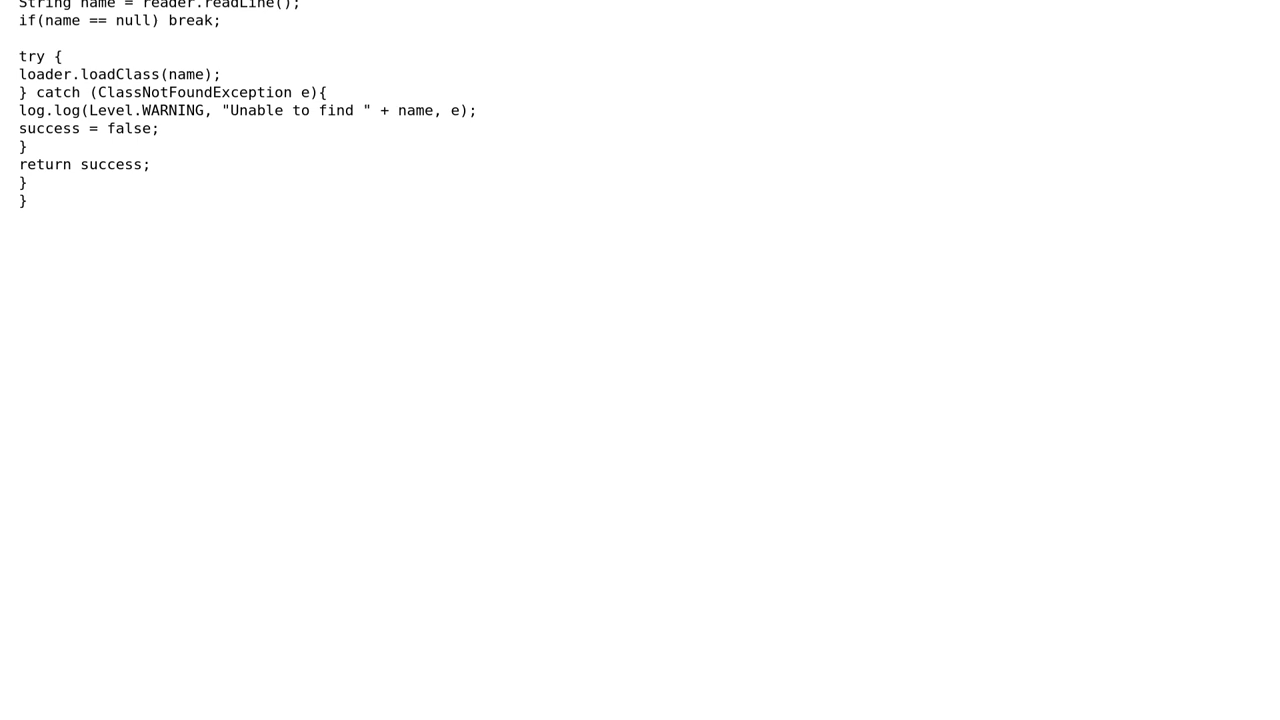 String name = reader.readLine();
if(name == null) break;

try {
loader.loadClass(name);
} catch (ClassNotFoundException e){
log.log(Level.WARNING, "Unable to find " + name, e);
success = false;
}
return success;
}
}